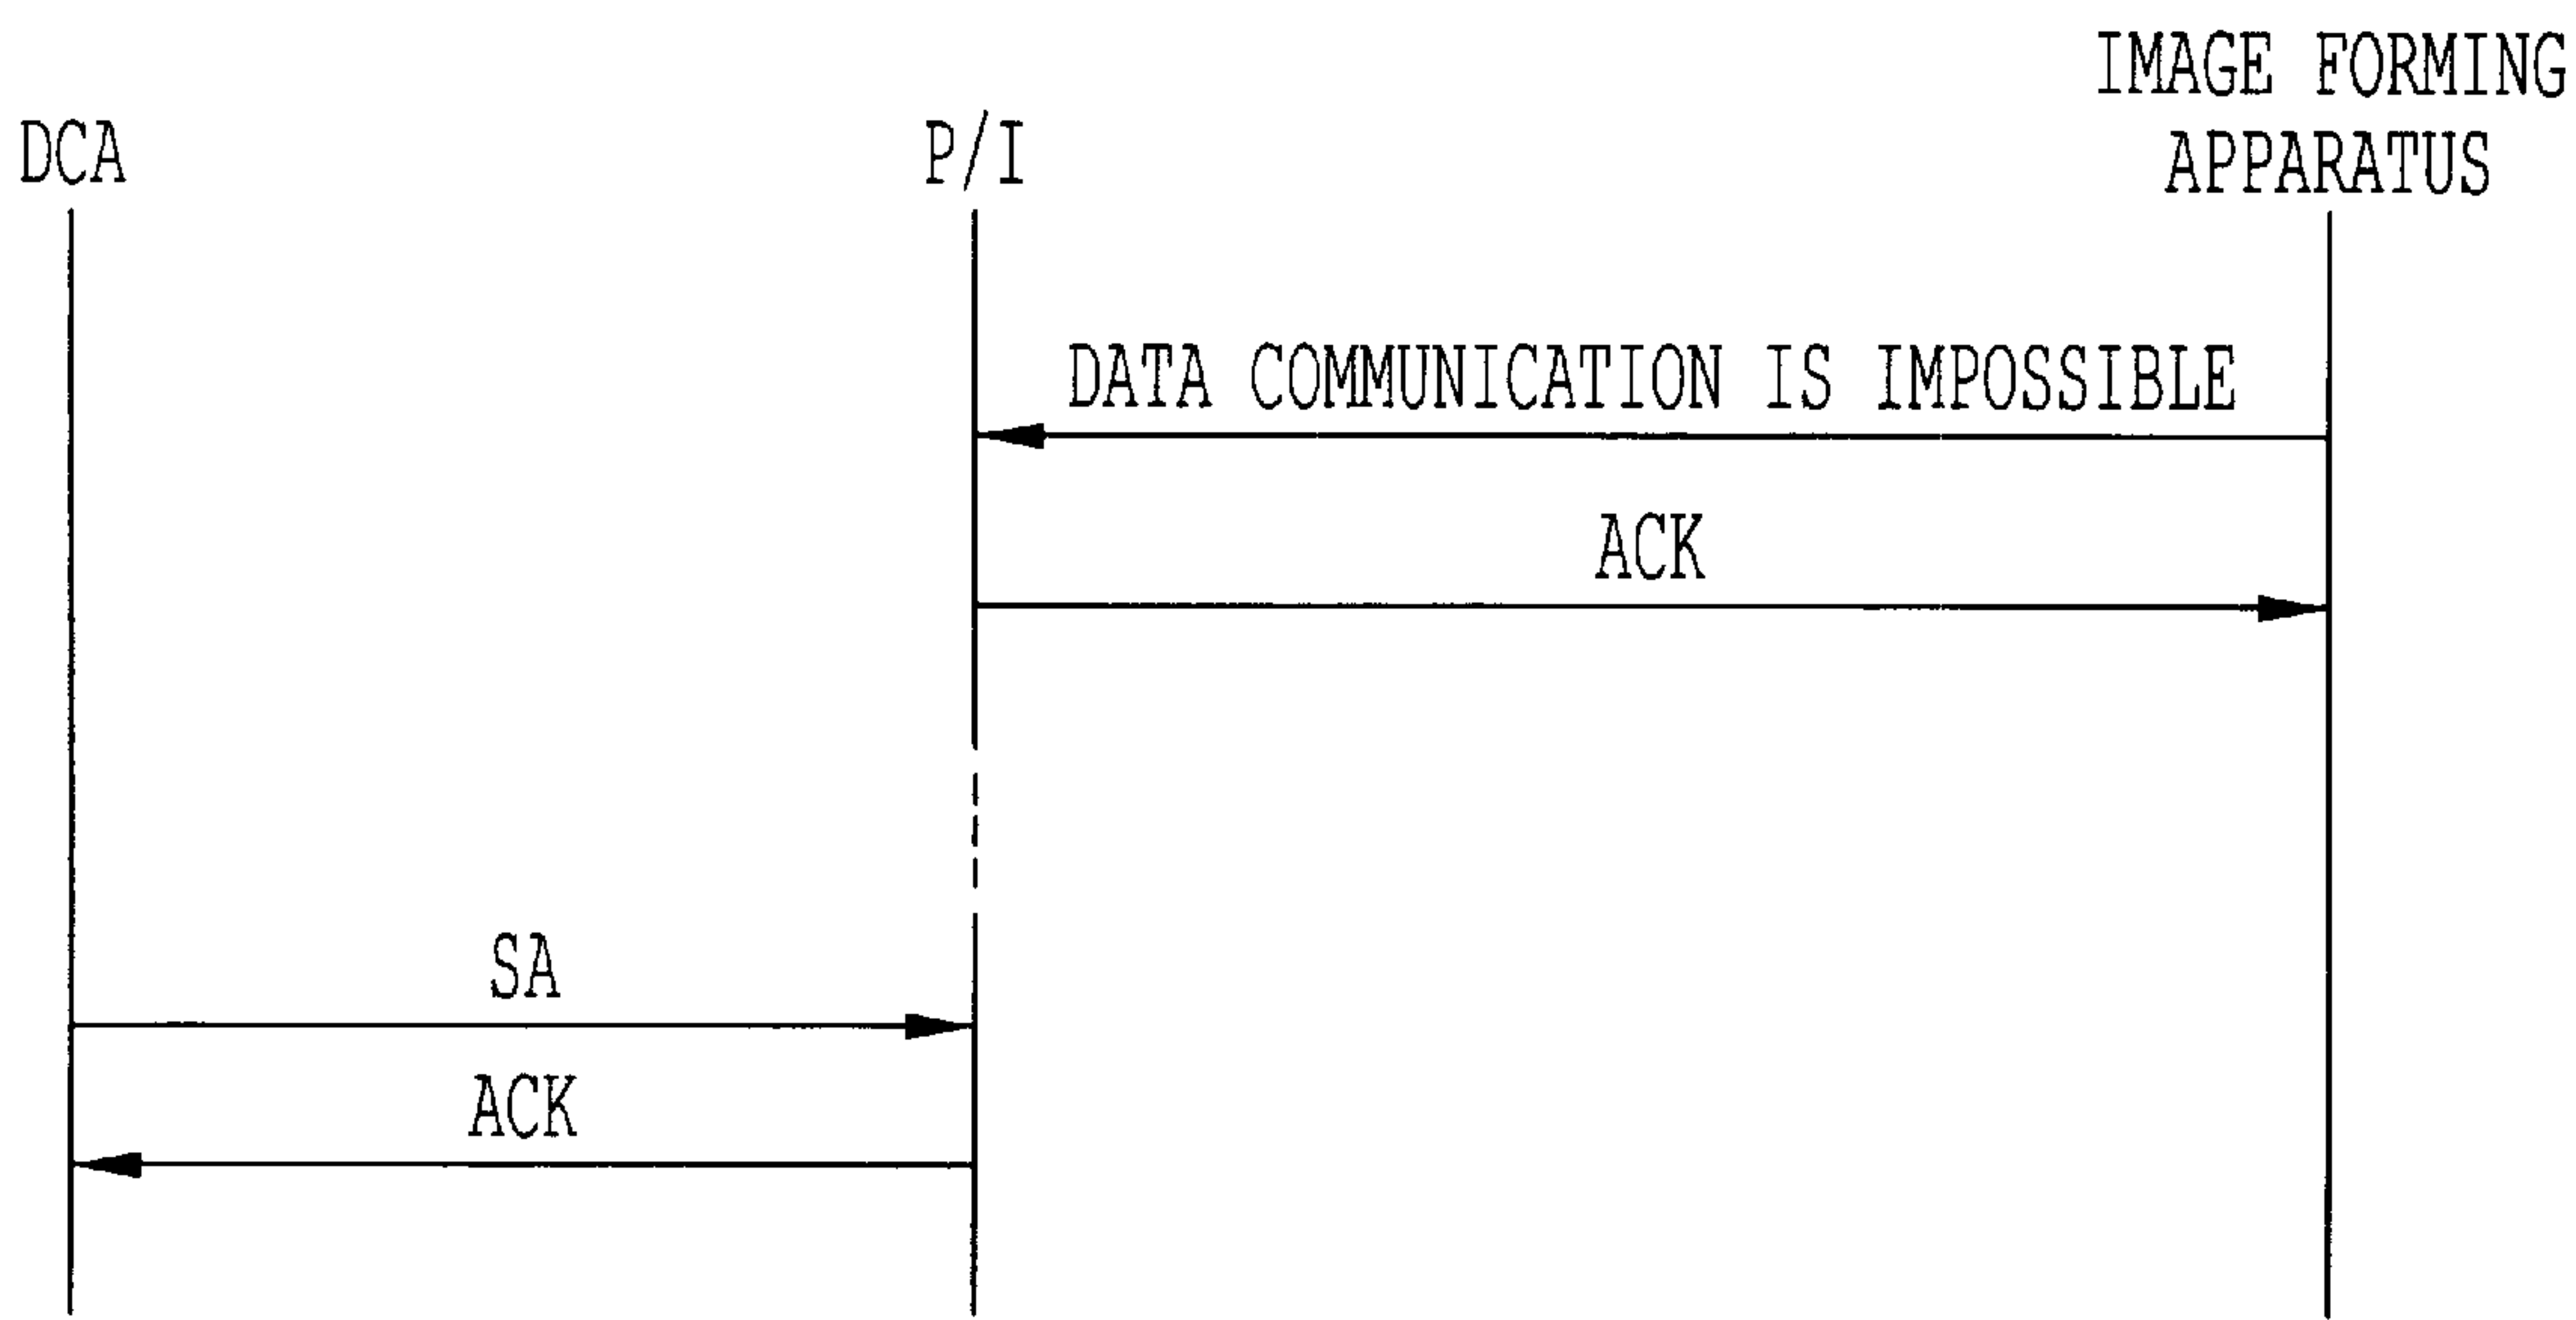 DCA
P/I
IMAGE FORMING
APPARATUS
DATA COMMUNICATION IS IMPOSSIBLE
ACK
SA
ACK